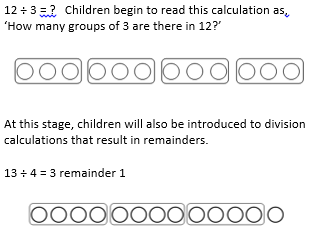 12 ÷ 3 = ?  Children begin to read this calculation as,
‘How many groups of 3 are there in 12?’
At this stage, children will also be introduced to division
calculations that result in remainders.
13 ÷ 4 = 3 remainder 1